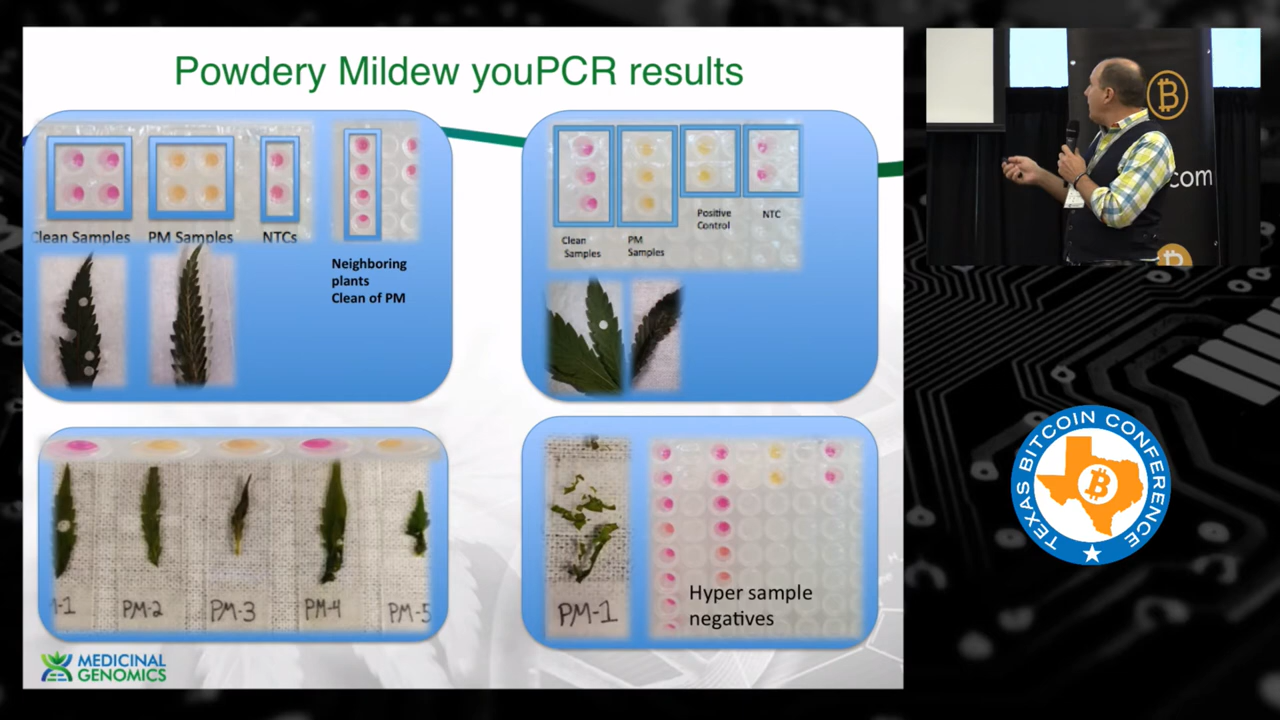 Powdery Mildew youPCR results
Clean Samples
PM Samples
NTCs
Neighboring
plants
Clean of PM
Clean
Samples
PM
Samples
Positive
Control
NTC
-1
PM-2
PM-3
PM-4
PM-5
PM-1
Hyper sample
negatives
MEDICINAL
GENOMICS
com
TEXAS BITCOIN CONFERENCE